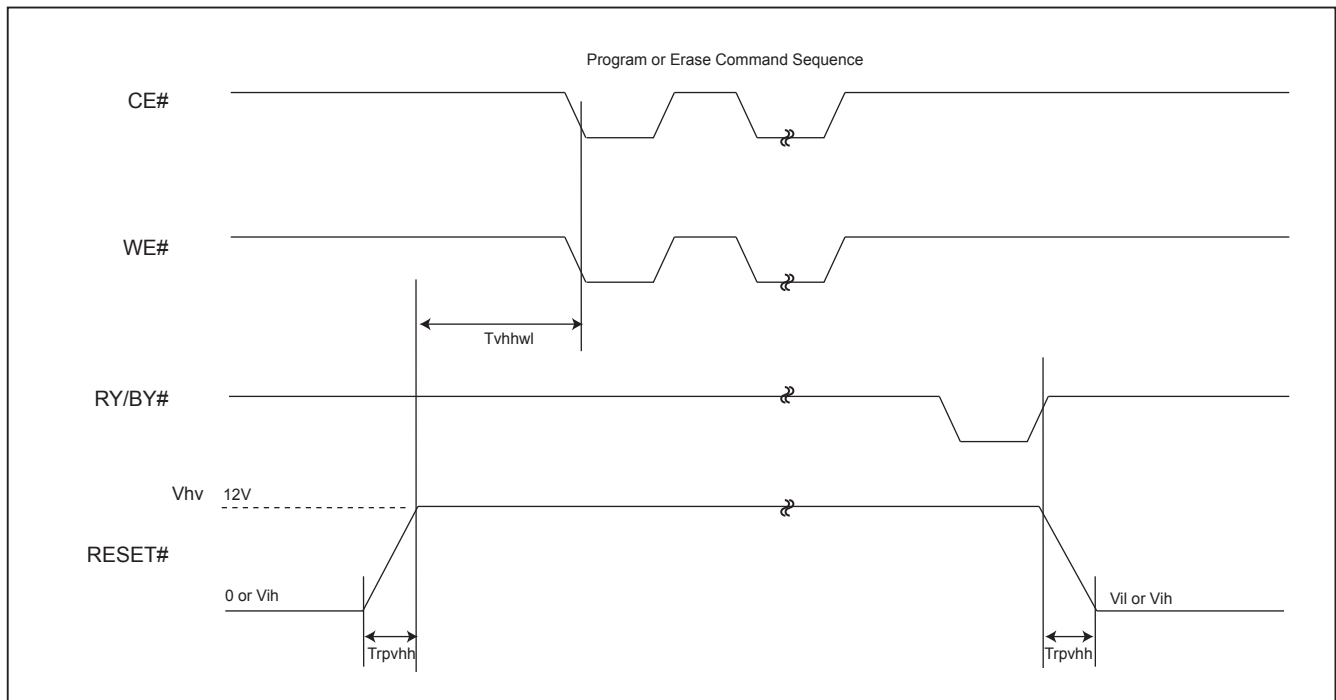 Program or Erase Command Sequence
CE#
WE#
Tvhhwl
RY/BY#
Vhv 12V
RESET#
0 or Vih
Vil or Vih
Trpvhh
Trpvhh